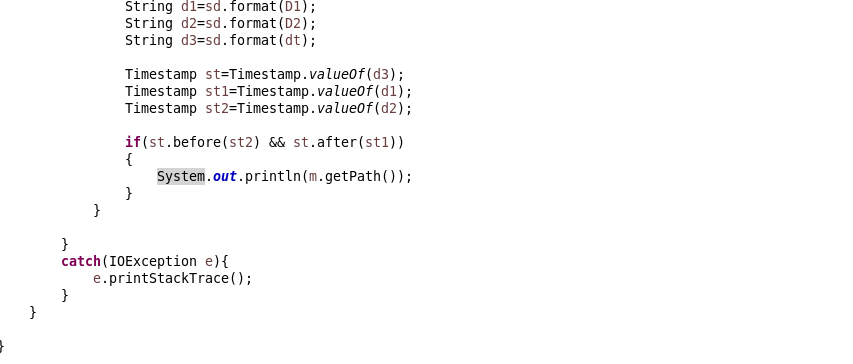 String d1=sd.format(D1);
String d2=sd.format(D2);
String d3=sd.format(dt);
Timestamp st=Timestamp.valueOf(d3);
Timestamp st1=Timestamp.valueOf(d1);
Timestamp st2=Timestamp.valueOf(d2);
if(st.before(st2) && st.after(st1))
{
System.out.println(m.getPath());
}
}
}
catch(IOException e){
e.printStackTrace();
}
}
}